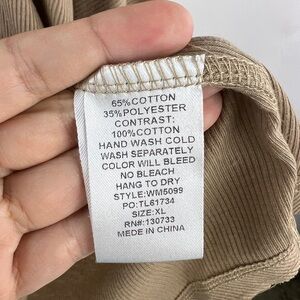 65%COTTON
35%POLYESTER
CONTRAST:
100%COTTON
HAND WASH COLD
WASH SEPARATELY
COLOR WILL BLEED
NO BLEACH
HANG TO DRY
STYLE:WM5099
PO:TL61734
SIZE:XL
RN#:130733
MADE IN CHINA